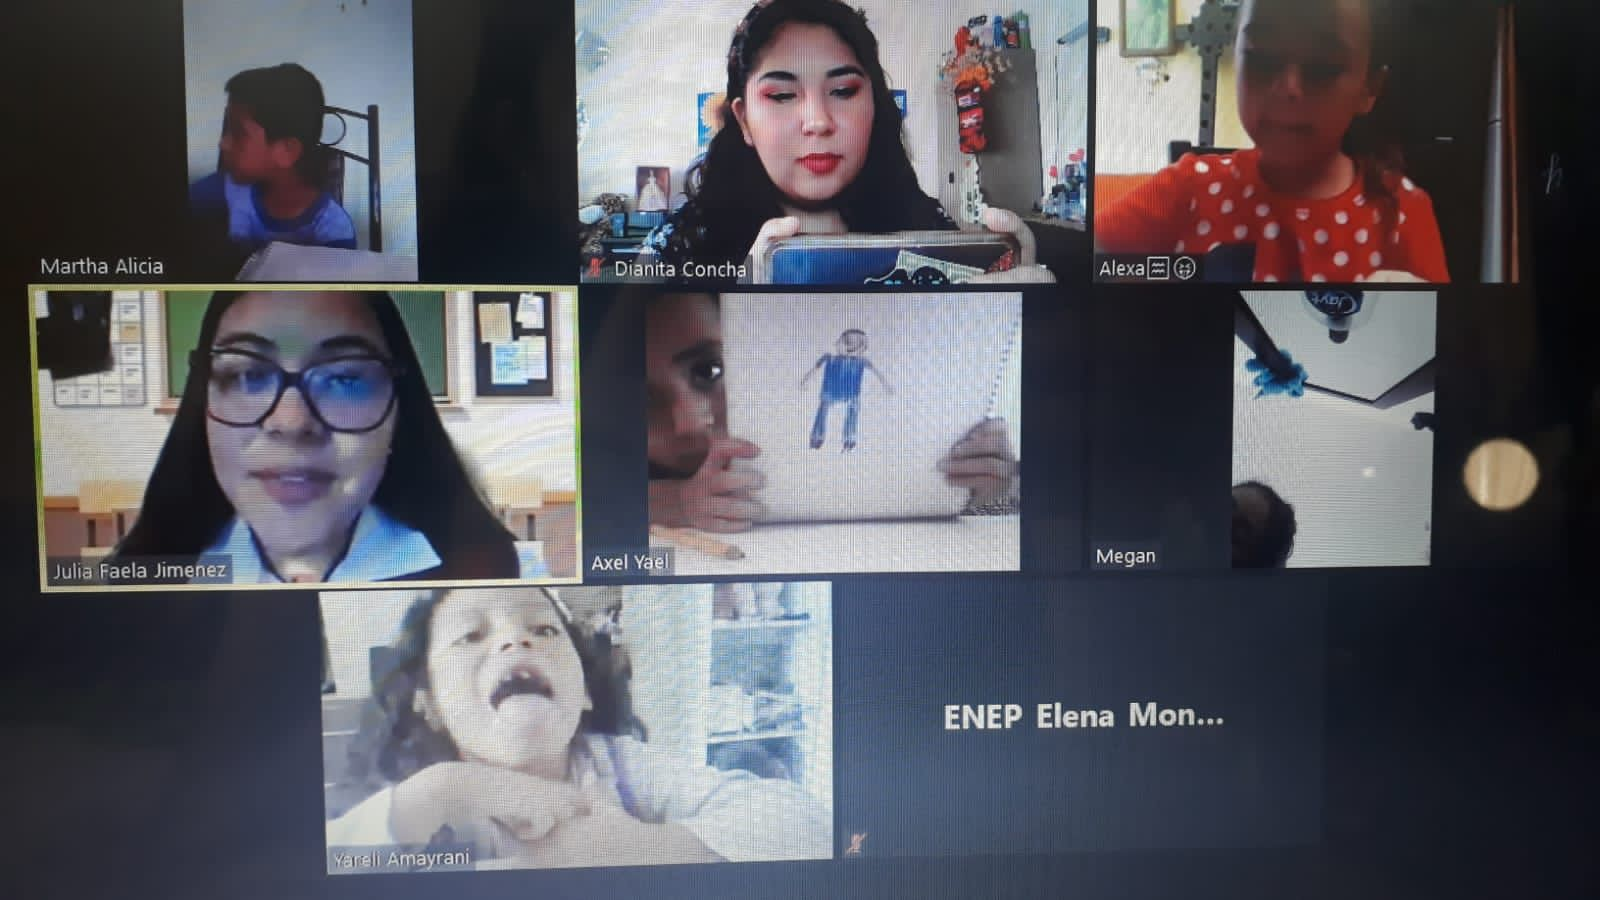 Martha Alicia
Dianita Concha
Alexa
Julia Faela Jimenez
Axel Yael
Megan
Yareli Amayrani
ENEP Elena Mon...